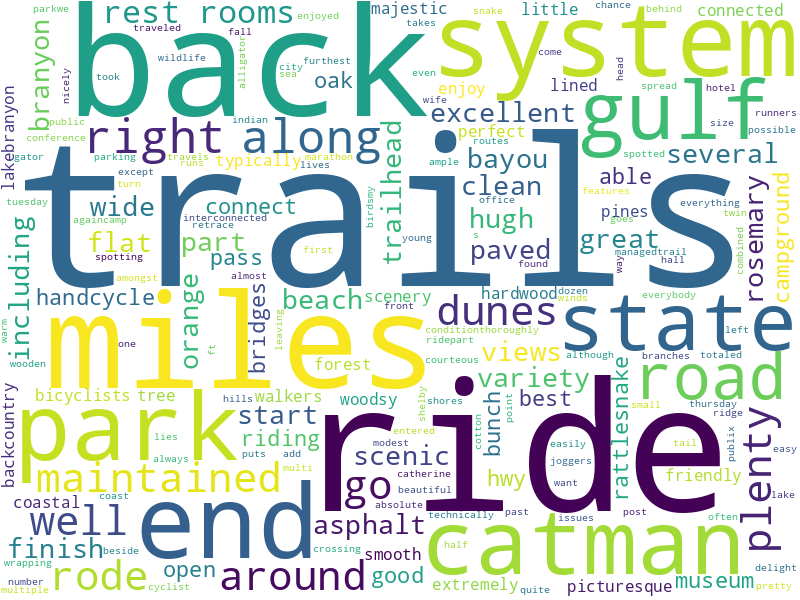 parkwe
rest rooms
back
snake
little
majestic
system
chance
behind
connected
traveled
enjoyed
fall
wildlife
city
furthest
come
branyon
alligator
sea
took
oak
takes
even
lined
head
enjoy
hotel
spread
runners
gulf
nicely
public
conference
indian
right
along
excellent
perfect
size
possible
lakebranyon
gator
parking
travels
marathon
typically
trails
trailhead
ample
routes
bayou
spotted
several
except
runs
lives
clean
able
everything
tuesday
turn
interconnected
retrace
office
features
twin
wide
connect
birdsmy
young
hugh
pines
goes
rosemary
campground
againcamp
flat
part
pass
first
s
paved
great
managedtrail
combined
spotting
found
way
hall
including
amongst
almost
hardwood
dozen
everybody
handcycle
orange
bridges
beach
scenery
winds
warm
one
front
dunes
state
left
miles
leaving
conditionthoroughly
ridepart
wooden
ft
forest
courteous
views
although
branches
totaled
road
bicyclists
tree
woodsy
walkers
shelby
variety
rattlesnake
small
thursday
park
hills
start
shores
cotton
bunch
best
ridge
plenty
backcountry
lies
puts
add
riding
entered
point
ride
tail
publix
easy
always
multi
scenic
modest
easily
joggers
maintained
go
catherine
hwy
want
friendly
lake
coastal
end
beautiful
absolute
well
asphalt
technically
past
issues
post
often
finish
coast
crossing
smooth
half
catman
wrapping
beside
rode
open
around
good
extremely
picturesque
museum
delight
number
multiple
cyclist
quite
pretty